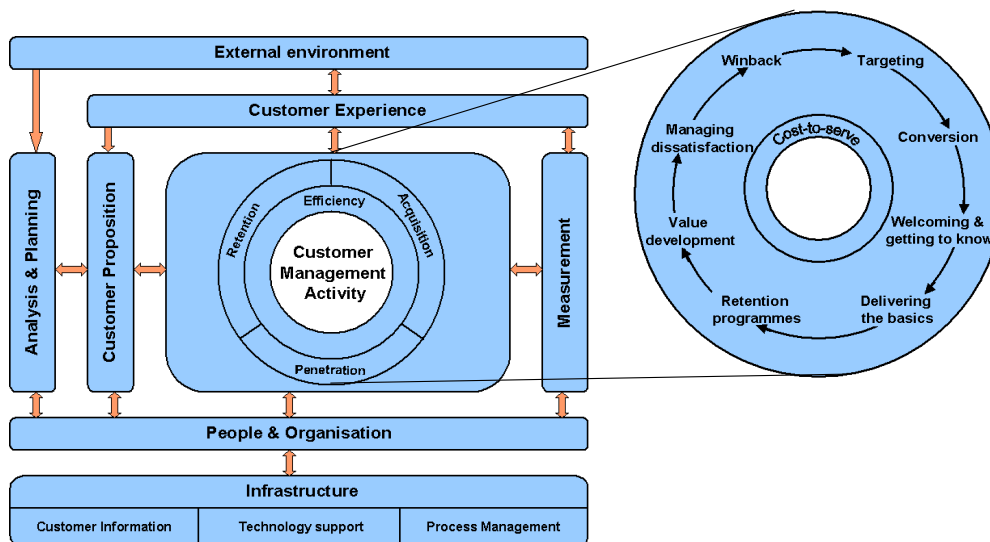 External environment
Customer Experience
Analysis & Planning
Customer Proposition
Retention
Efficiency
Acquisition
Customer
Management
Activity
Penetration
Measurement
People & Organisation
Infrastructure
Customer Information
Technology support
Process Management
Winback
Targeting
Managing
dissatisfaction
Cost-to-serve
Conversion
Value
development
Welcoming &
getting to know
Retention
programmes
Delivering
the basics